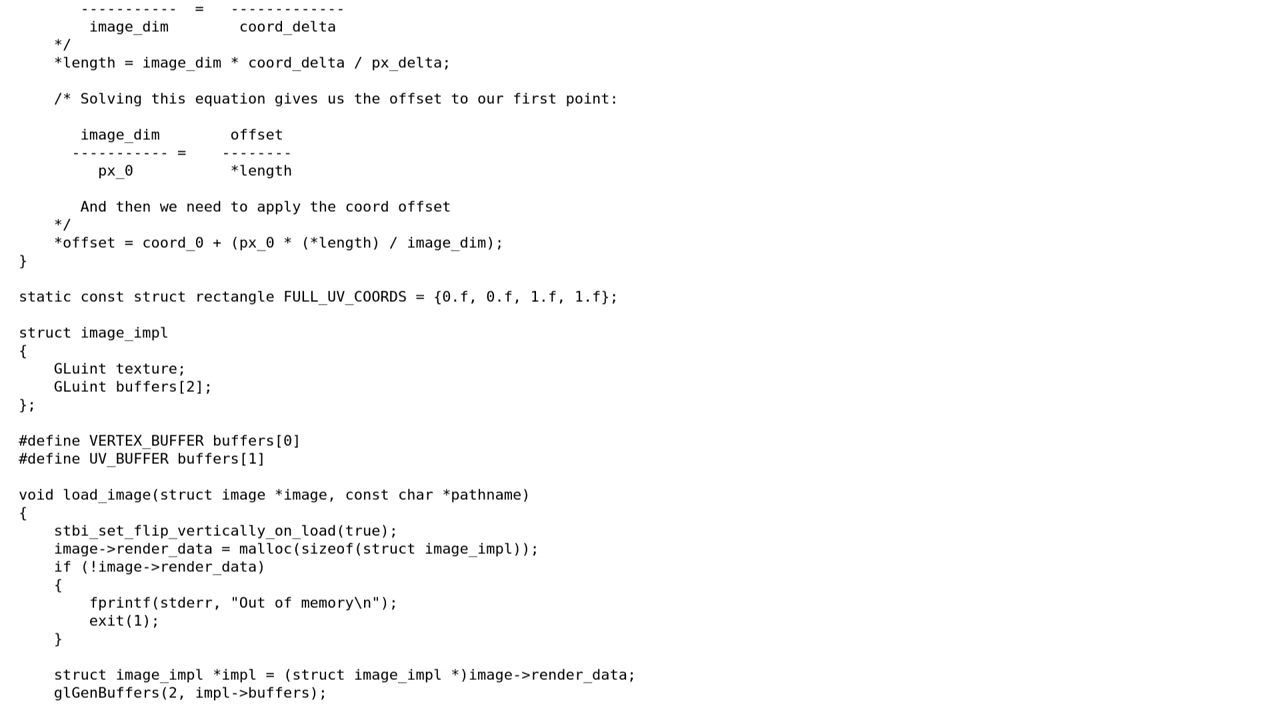 -----------  =   -------------
        image_dim        coord_delta
    */
    *length = image_dim * coord_delta / px_delta;

    /* Solving this equation gives us the offset to our first point:

       image_dim        offset
      ----------- =    --------
         px_0           *length

       And then we need to apply the coord offset
    */
    *offset = coord_0 + (px_0 * (*length) / image_dim);
}

static const struct rectangle FULL_UV_COORDS = {0.f, 0.f, 1.f, 1.f};

struct image_impl
{
    GLuint texture;
    GLuint buffers[2];
};

#define VERTEX_BUFFER buffers[0]
#define UV_BUFFER buffers[1]

void load_image(struct image *image, const char *pathname)
{
    stbi_set_flip_vertically_on_load(true);
    image->render_data = malloc(sizeof(struct image_impl));
    if (!image->render_data)
    {
        fprintf(stderr, "Out of memory\n");
        exit(1);
    }

    struct image_impl *impl = (struct image_impl *)image->render_data;
    glGenBuffers(2, impl->buffers);